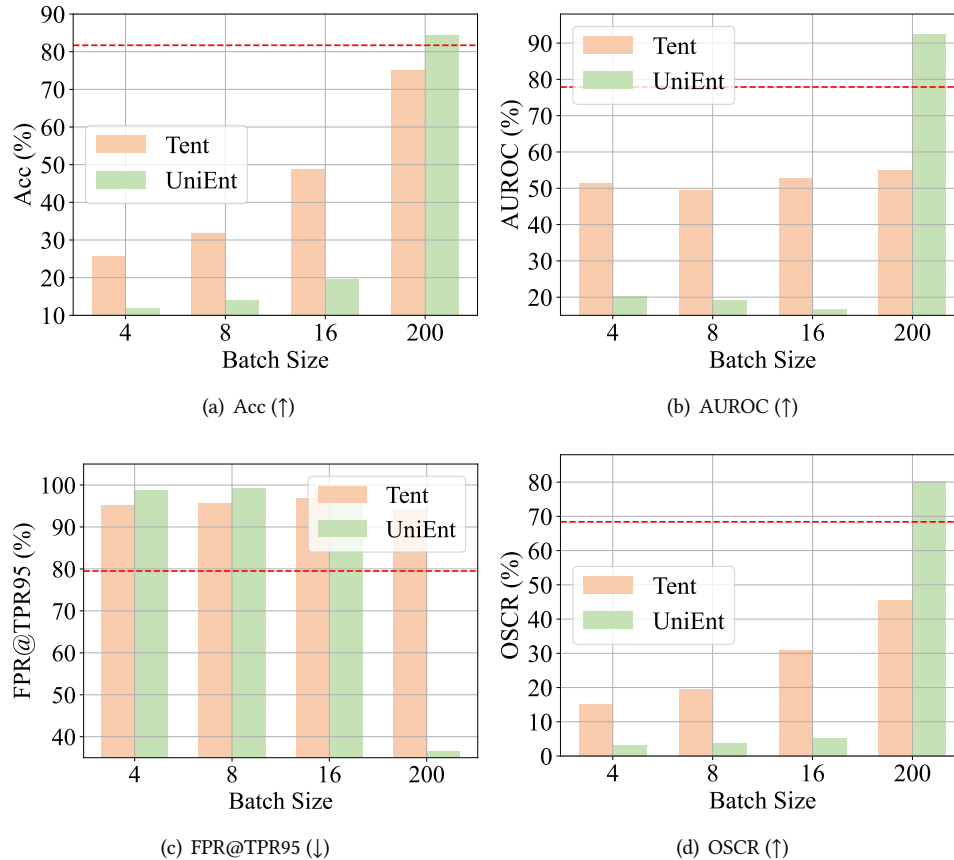 90
80
70
60
50
40
30
20
10
Acc (%)
Tent
UniEnt
4 8 16 200
Batch Size
(a) Acc (↑)
90
80
70
60
50
40
30
20
AUROC (%)
Tent
UniEnt
4 8 16 200
Batch Size
(b) AUROC (↑)
100
90
80
70
60
50
40
FPR@TPR95 (%)
Tent
UniEnt
4 8 16 200
Batch Size
(c) FPR@TPR95 (↓)
80
70
60
50
40
30
20
10
0
OSCR (%)
Tent
UniEnt
4 8 16 200
Batch Size
(d) OSCR (↑)